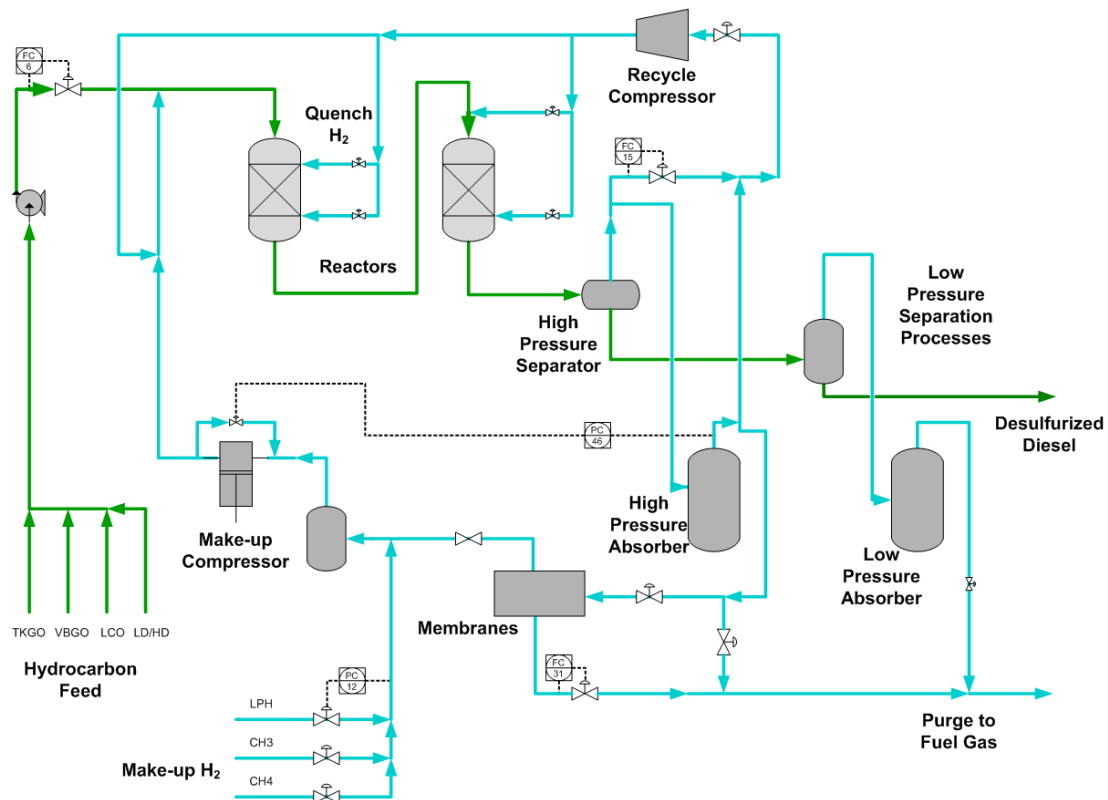 FC
6
Recycle
Compressor
Quench
H₂
FC
15
Reactors
High
Pressure
Separator
Low
Pressure
Separation
Processes
PC
46
Desulfurized
Diesel
Make-up
Compressor
High
Pressure
Absorber
Low
Pressure
Absorber
TKGO VBGO LCO LD/HD
Hydrocarbon
Feed
Membranes
PC
12
FC
31
LPH
CH3
CH4
Make-up H₂
Purge to
Fuel Gas